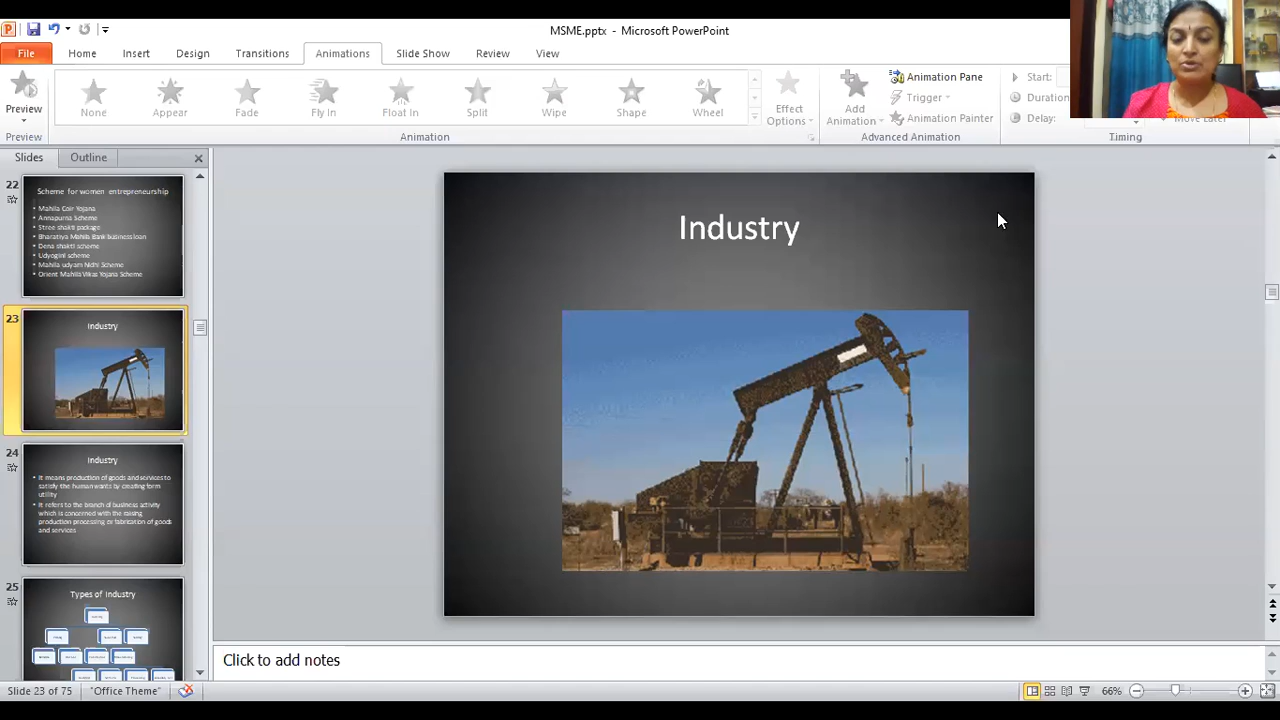 MSME.pptx - Microsoft PowerPoint
File Home Insert Design Transitions Animations Slide Show Review View
Preview
None Appear Fade Fly In Float In Split Wipe Shape Wheel
Effect Options
Add Animation
Animation Pane
Trigger
Animation Painter
Start:
Duration
Delay:
Move Later
Preview Animation Advanced Animation Timing
Slides Outline
22
Scheme for women entrepreneurship
• Mahila Coir Yojana
• Annapurna Scheme
• Stree shakti package
• Bharatiya Mahila Bank business loan
• Dena shakti scheme
• Udyogini scheme
• Mahila udyam Nidhi Scheme
• Orient Mahila Vikas Yojana Scheme
23
Industry
24
Industry
• It means production of goods and services to
satisfy the human wants by creating form
utility
• It refers to the branch of business activity
which is concerned with the raising
production processing or fabrication of goods
and services
25
Types of Industry
Industry
Click to add notes
Slide 23 of 75 "Office Theme" 66%